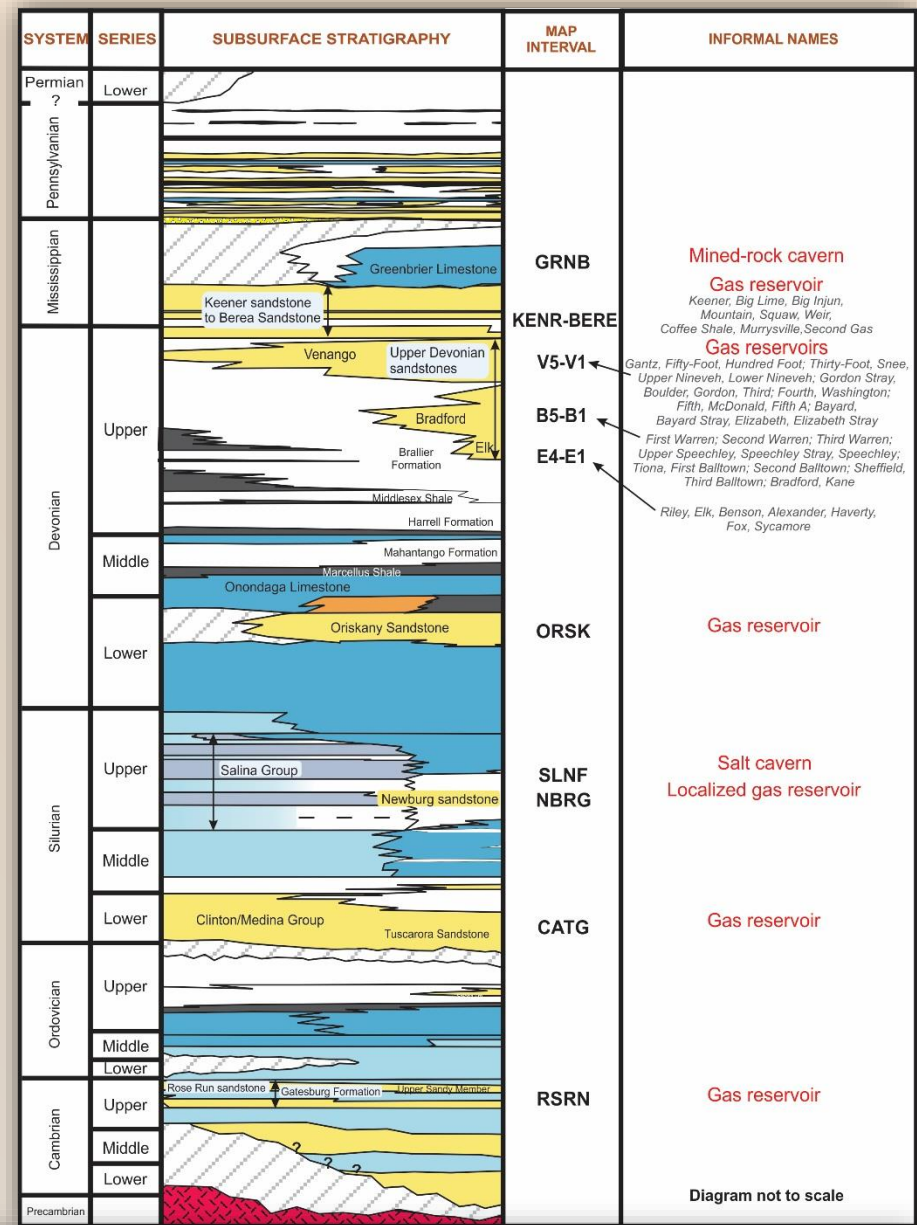 SYSTEM SERIES SUBSURFACE STRATIGRAPHY MAP INTERVAL INFORMAL NAMES
Permian
?
Lower
Pennsylvanian
Mississippian
Greenbrier Limestone
GRNB
Mined-rock cavern
Keener sandstone
to Berea Sandstone
KENR-BERE
Gas reservoir
Keener, Big Lime, Big Injun,
Mountain, Squaw, Weir,
Coffee Shale, Murrysville,Second Gas
Devonian
Upper
Venango
Upper Devonian
sandstones
Bradford
Elk
Brallier
Formation
Middlesex Shale
Harrell Formation
V5-V1
B5-B1
E4-E1
Gas reservoirs
Gantz, Fifty-Foot, Hundred Foot; Thirty-Foot, Snee,
Upper Nineveh, Lower Nineveh; Gordon Stray,
Boulder, Gordon, Third; Fourth, Washington;
Fifth, McDonald, Fifth A; Bayard,
Bayard Stray, Elizabeth, Elizabeth Stray
First Warren; Second Warren; Third Warren;
Upper Speechley, Speechley Stray, Speechley;
Tiona, First Balltown; Second Balltown; Sheffield,
Third Balltown; Bradford, Kane
Riley, Elk, Benson, Alexander, Haverty,
Fox, Sycamore
Middle
Mahantango Formation
Marcellus Shale
Onondaga Limestone
Lower
Oriskany Sandstone
ORSK
Gas reservoir
Silurian
Upper
Salina Group
Newburg sandstone
SLNF
NBRG
Salt cavern
Localized gas reservoir
Middle
Lower
Clinton/Medina Group
Tuscarora Sandstone
CATG
Gas reservoir
Ordovician
Upper
Middle
Lower
Cambrian
Upper
Rose Run sandstone
Gatesburg Formation
Upper Sandy Member
RSRN
Gas reservoir
Middle
? ? ?
Lower
Precambrian
Diagram not to scale